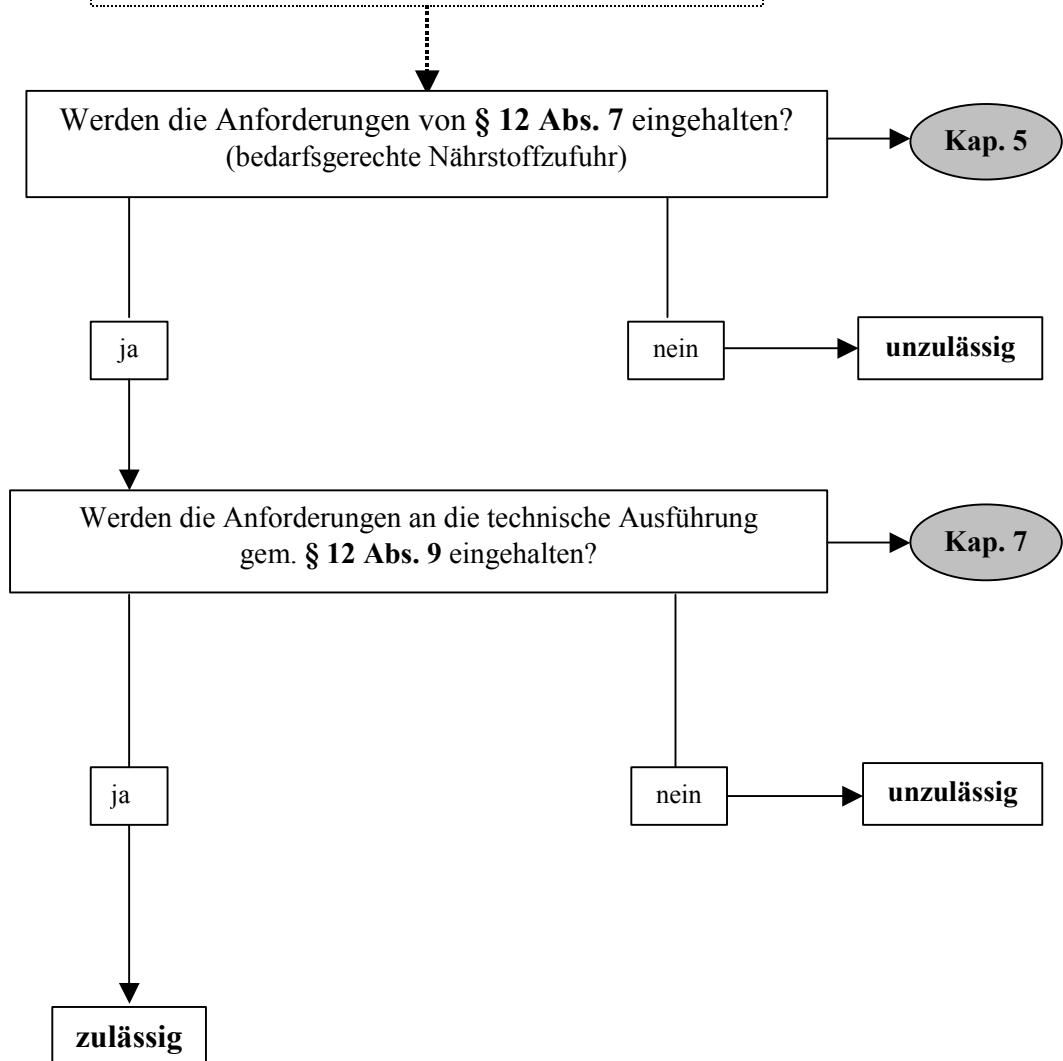 Werden die Anforderungen von § 12 Abs. 7 eingehalten?
(bedarfsgerechte Nährstoffzufuhr)
Kap. 5
ja
nein
unzulässig
Werden die Anforderungen an die technische Ausführung
gem. § 12 Abs. 9 eingehalten?
Kap. 7
ja
nein
unzulässig
zulässig